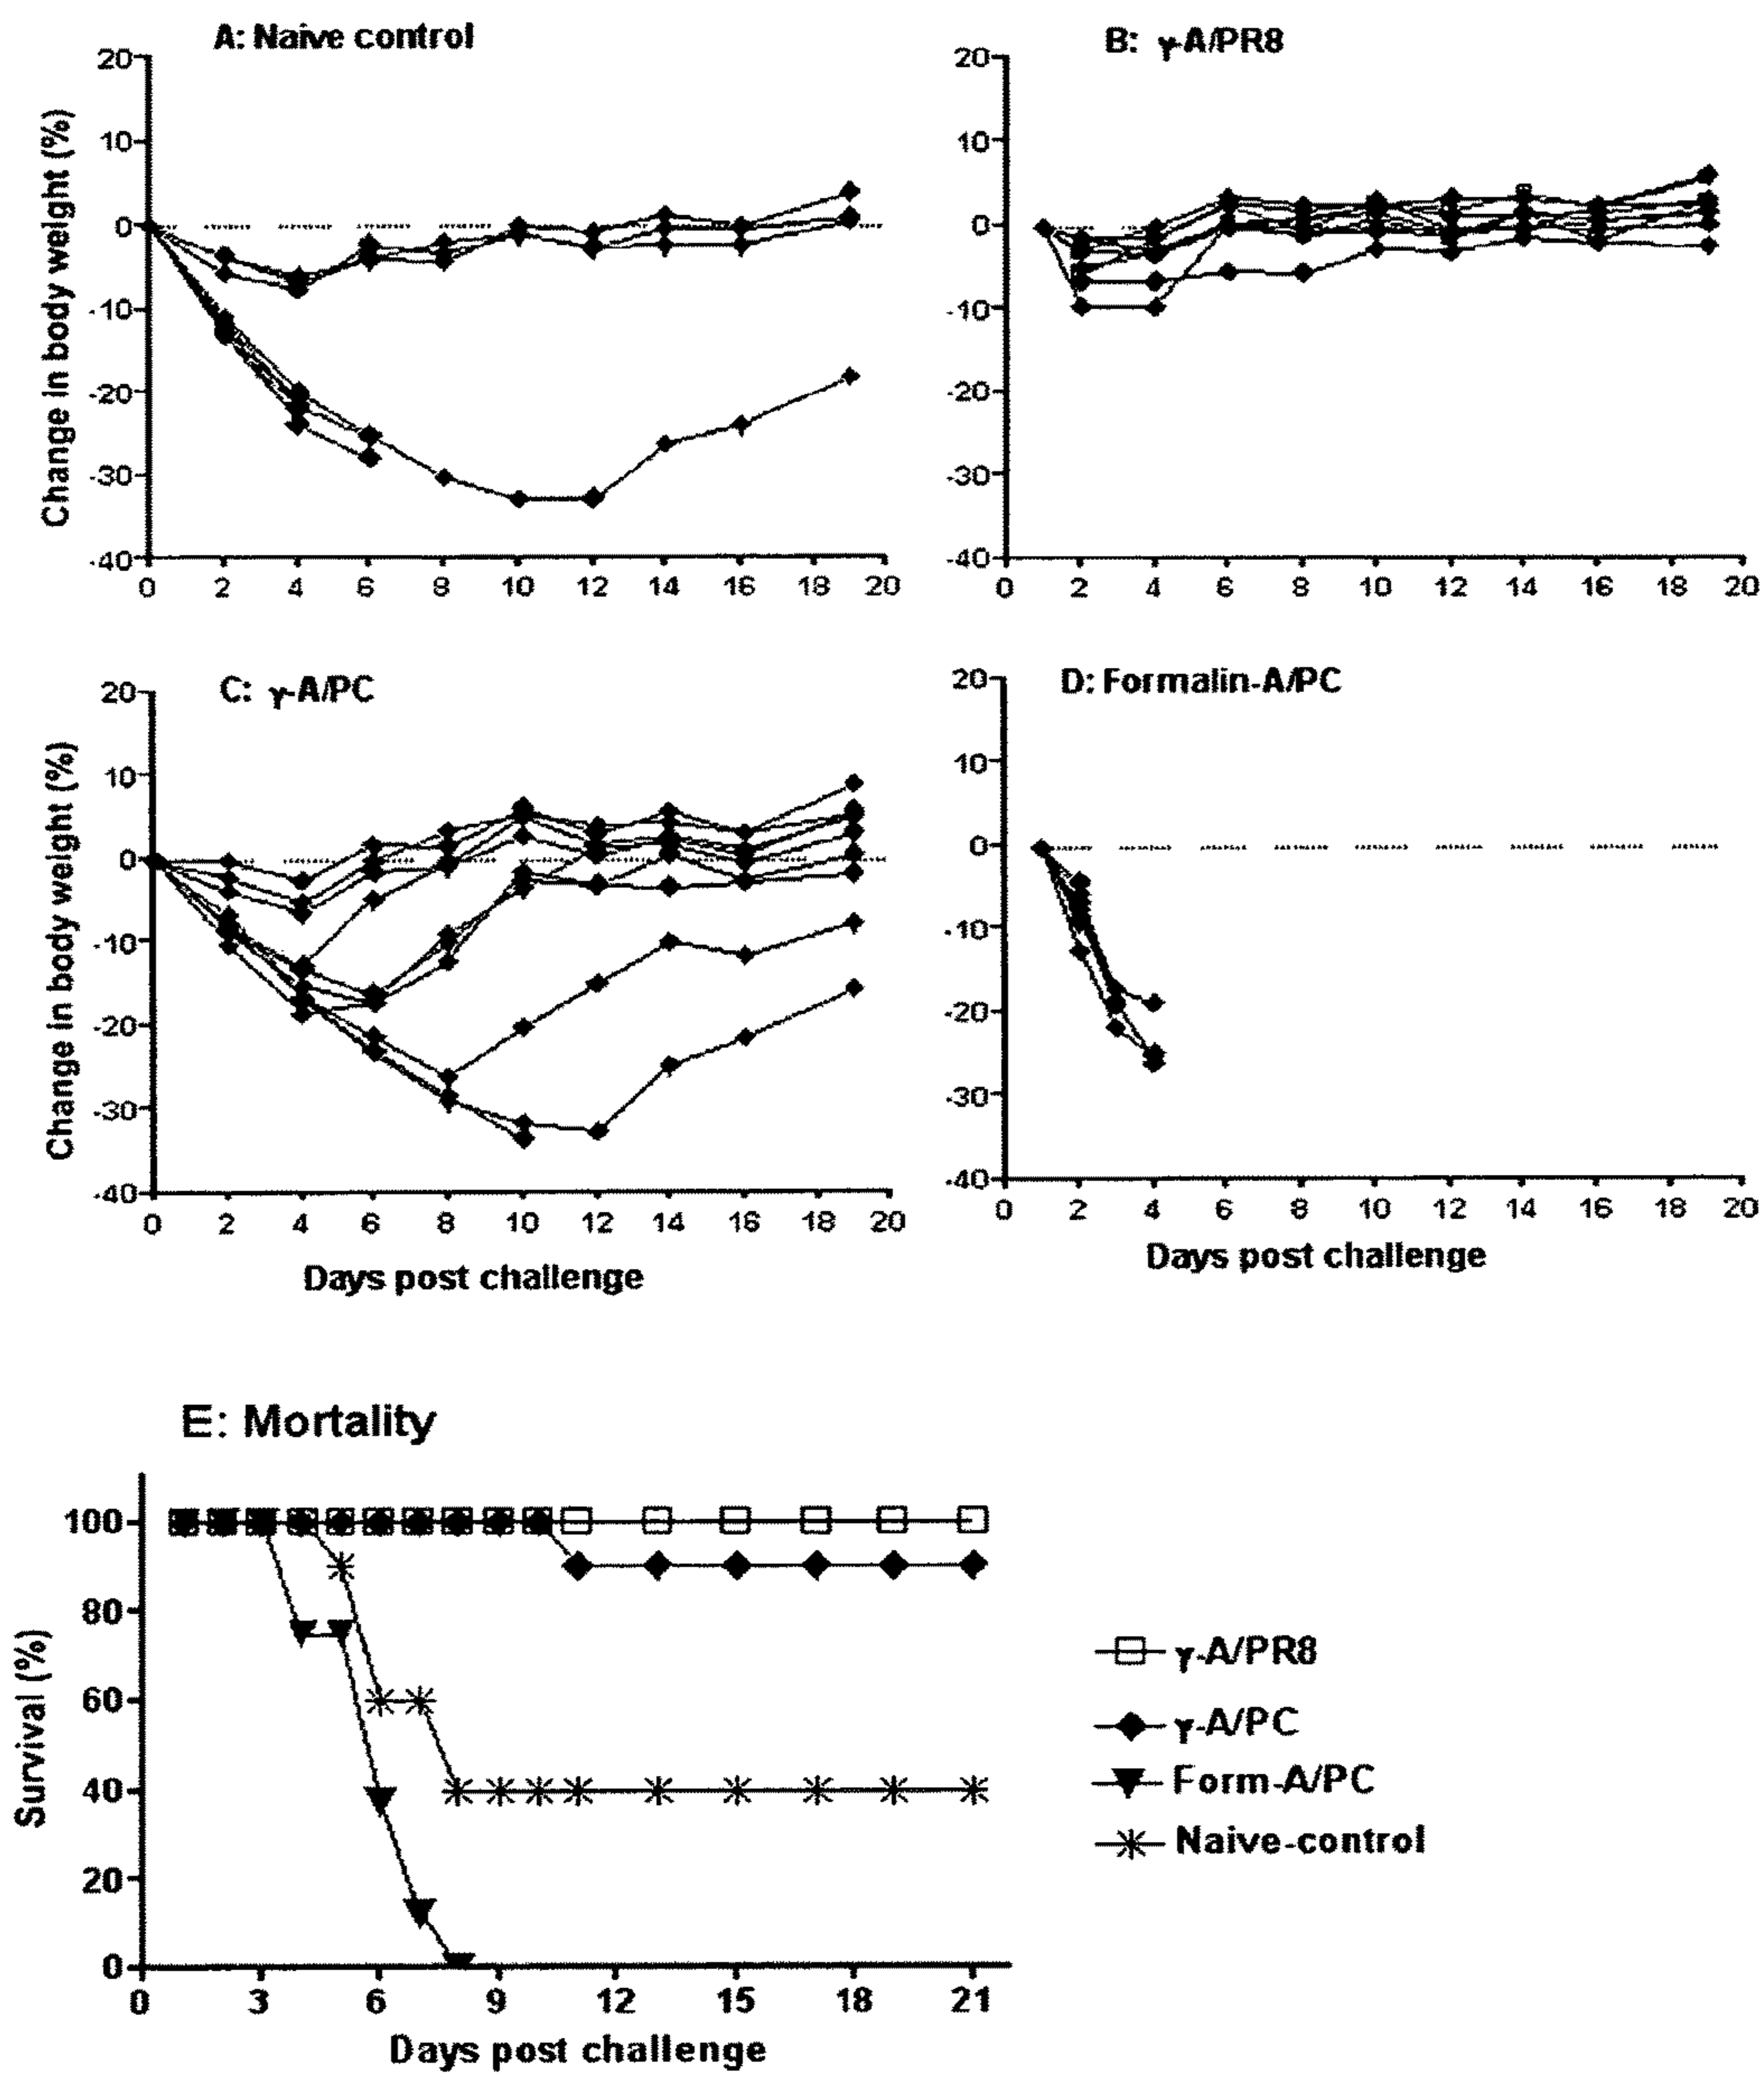 A: Naive control
20
10
0
-10
-20
-30
-40
0 2 4 6 8 10 12 14 16 18 20
Change in body weight (%)
B: γ-A/PR8
20
10
0
-10
-20
-30
-40
0 2 4 6 8 10 12 14 16 18 20
C: γ-A/PC
20
10
0
-10
-20
-30
-40
0 2 4 6 8 10 12 14 16 18 20
Change in body weight (%)
Days post challenge
D: Formalin-A/PC
20
10
0
-10
-20
-30
-40
0 2 4 6 8 10 12 14 16 18 20
Days post challenge
E: Mortality
100
80
60
40
20
0
0 3 6 9 12 15 18 21
Survival (%)
Days post challenge
γ-A/PR8
γ-A/PC
Form-A/PC
Naive-control